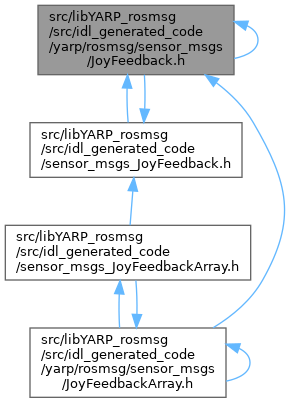 src/libYARP_rosmsg
/src/idl_generated_code
/yarp/rosmsg/sensor_msgs
/JoyFeedback.h
src/libYARP_rosmsg
/src/idl_generated_code
/sensor_msgs_JoyFeedback.h
src/libYARP_rosmsg
/src/idl_generated_code
/sensor_msgs_JoyFeedbackArray.h
src/libYARP_rosmsg
/src/idl_generated_code
/yarp/rosmsg/sensor_msgs
/JoyFeedbackArray.h